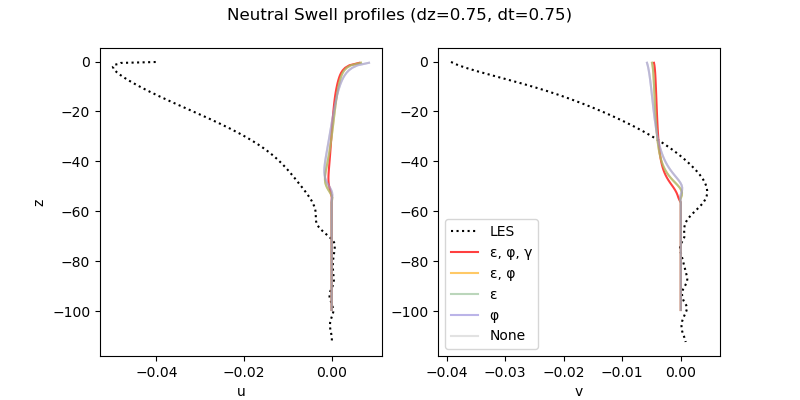 Neutral Swell profiles (dz=0.75, dt=0.75)
z
0
−20
−40
−60
−80
−100
−0.04
−0.02
0.00
u
0
−20
−40
−60
−80
−100
LES
ε, φ, γ
ε, φ
ε
φ
None
−0.04
−0.03
−0.02
−0.01
0.00
v